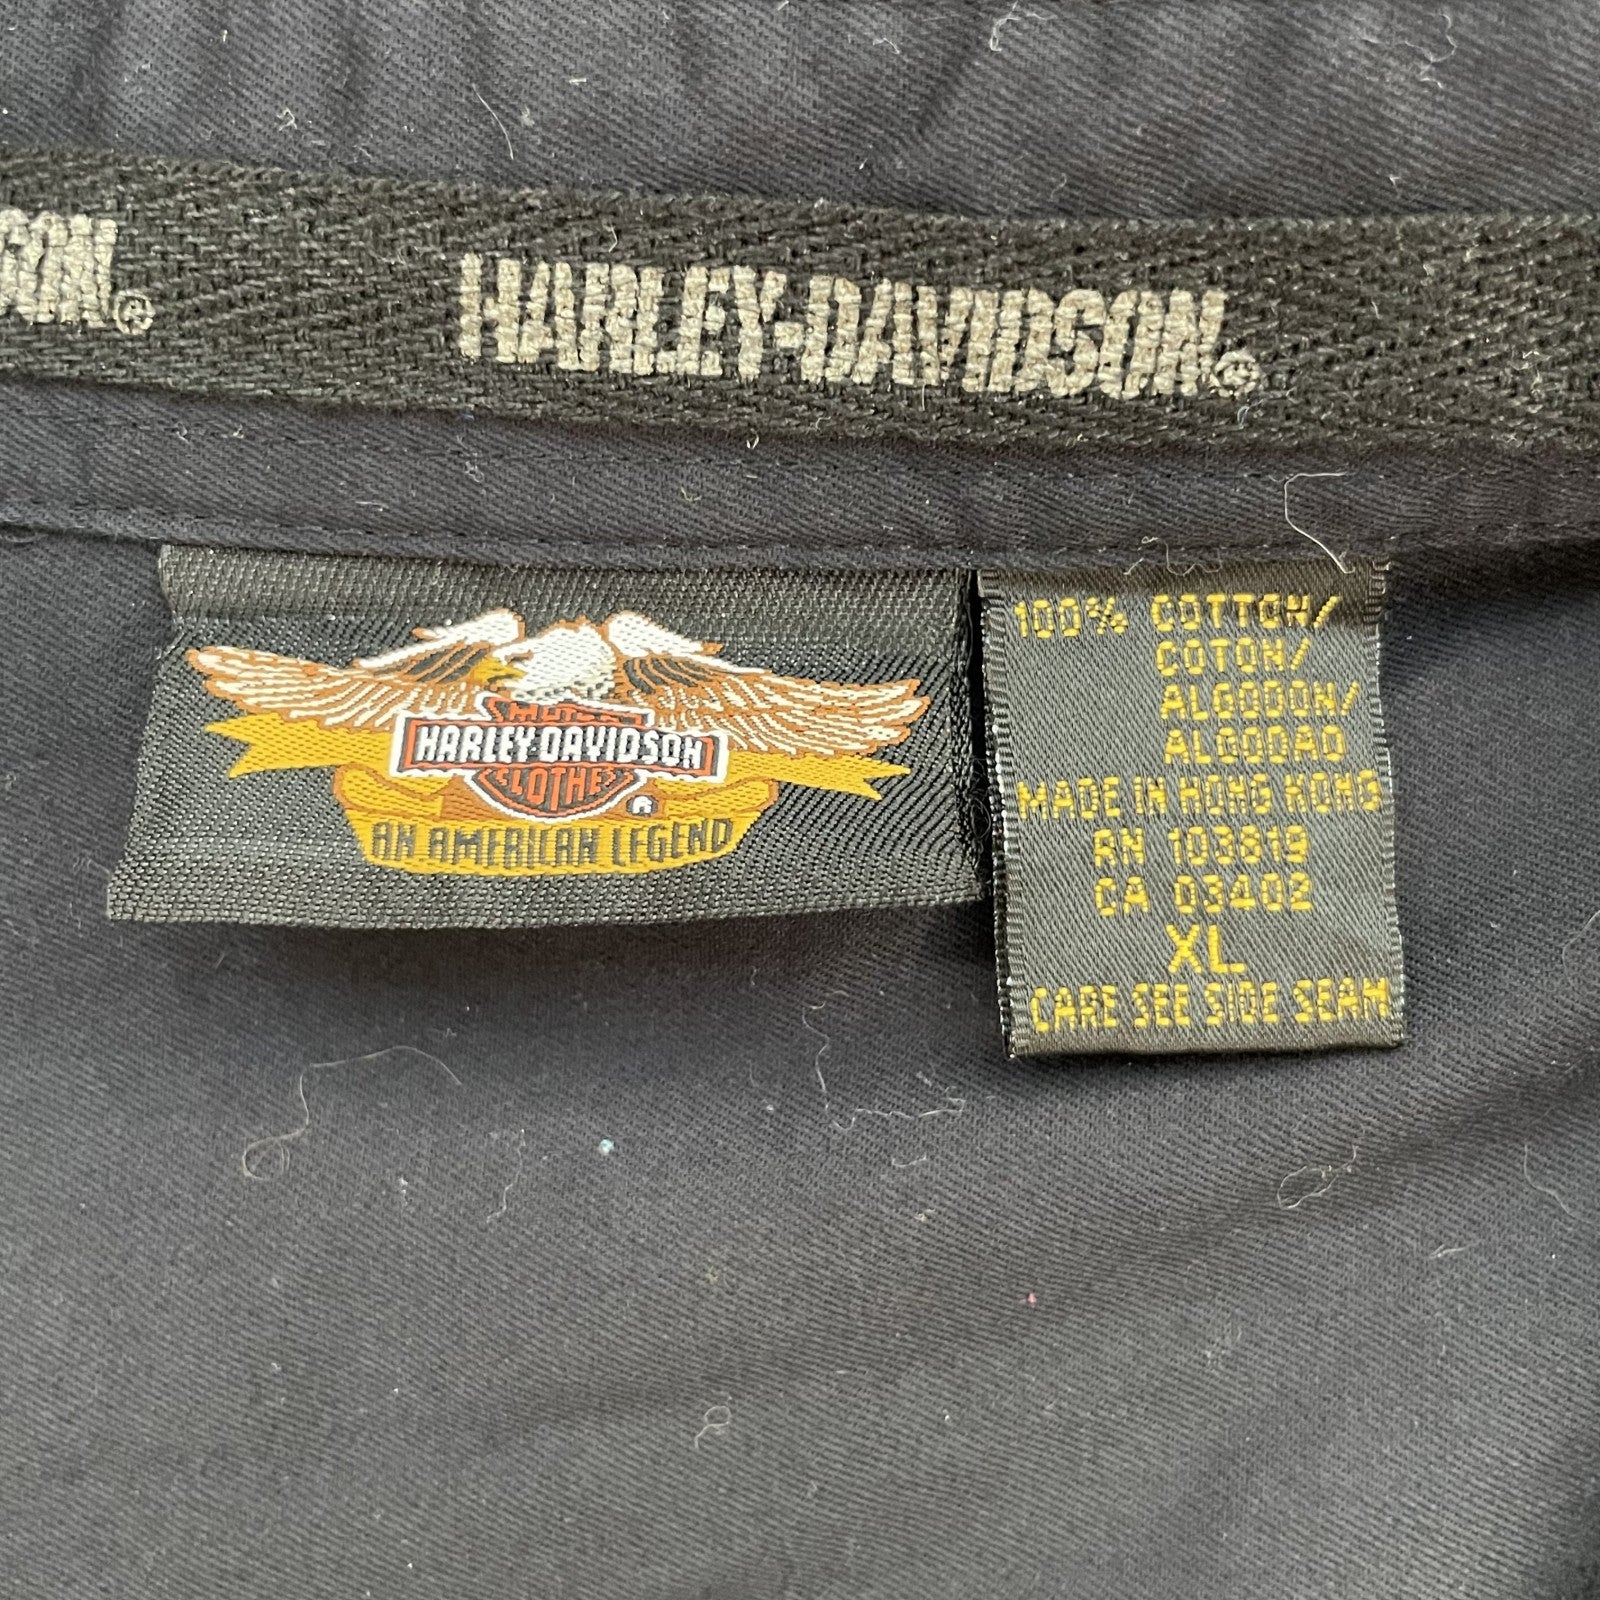 SON®
HARLEY-DAVIDSON®
MOTOR
HARLEY-DAVIDSON
CLOTHES
®
AN AMERICAN LEGEND
100% COTTON/
COTON/
ALGODON/
ALGODAO
MADE IN HONG KONG
RN 103819
CA 03402
XL
CARE SEE SIDE SEAM